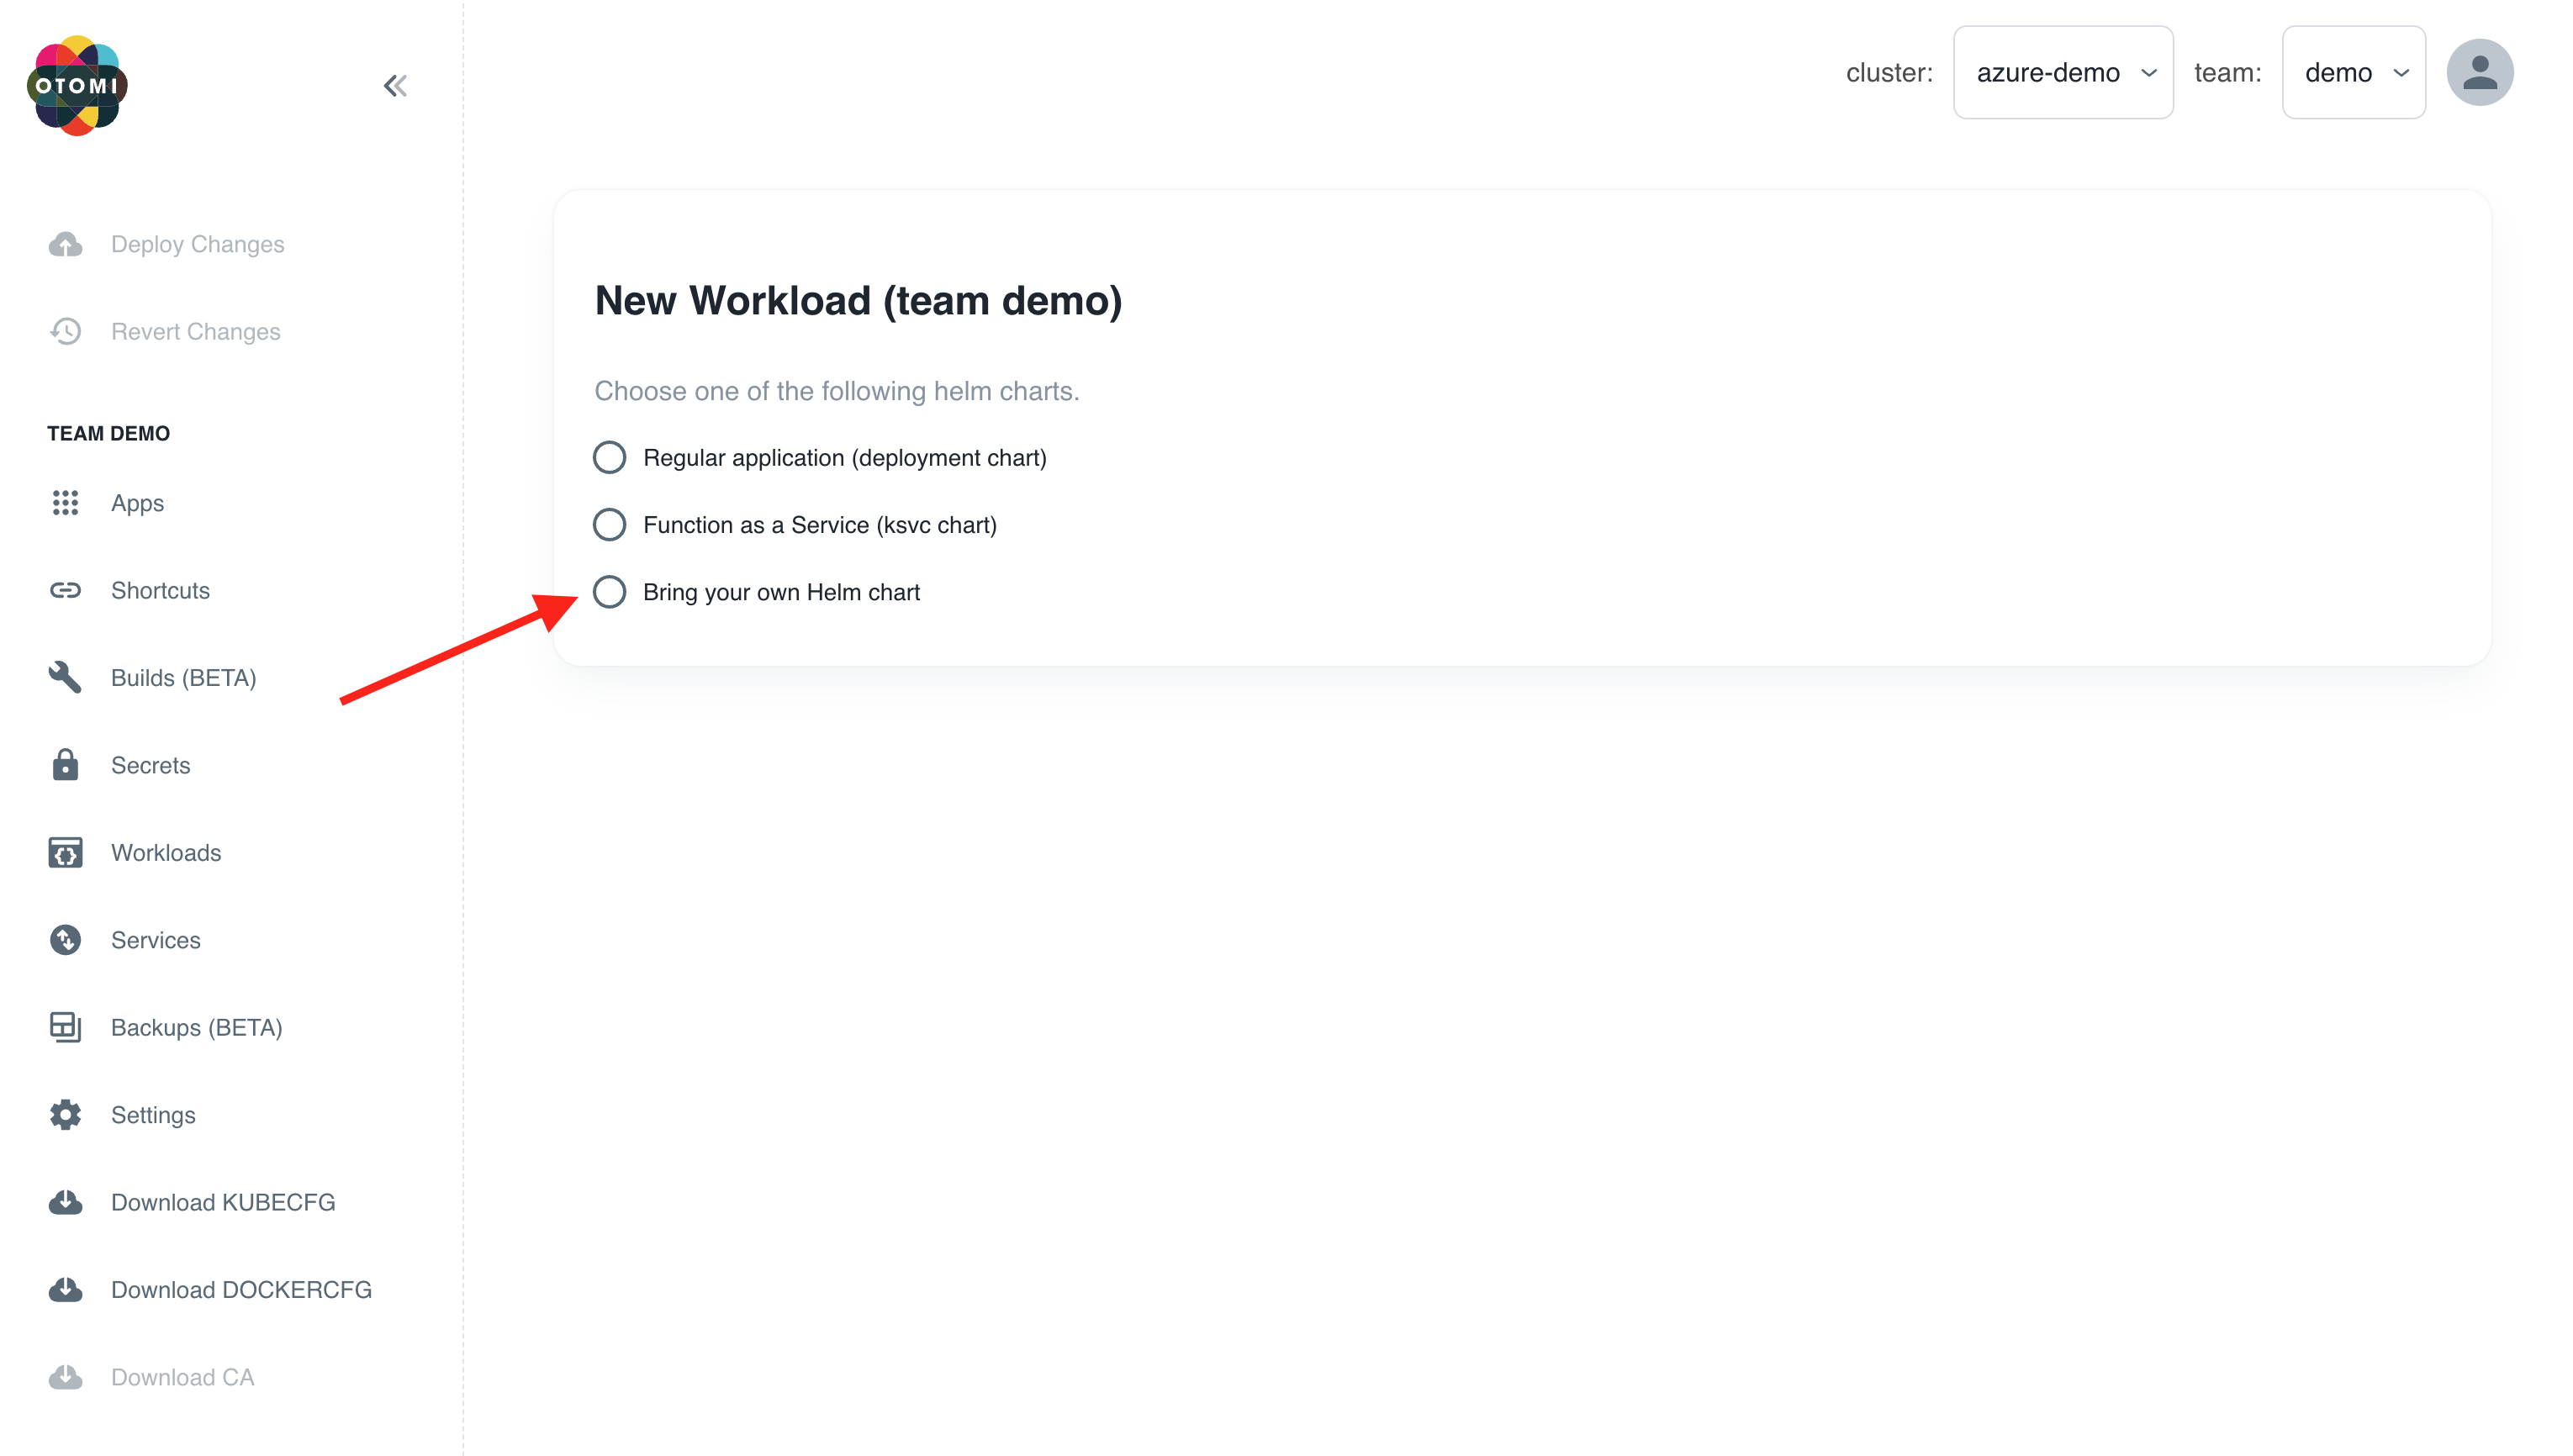 OTOMI
cluster:
azure-demo
team:
demo
Deploy Changes
Revert Changes
TEAM DEMO
Apps
Shortcuts
Builds (BETA)
Secrets
Workloads
Services
Backups (BETA)
Settings
Download KUBECFG
Download DOCKERCFG
Download CA
New Workload (team demo)
Choose one of the following helm charts.
Regular application (deployment chart)
Function as a Service (ksvc chart)
Bring your own Helm chart